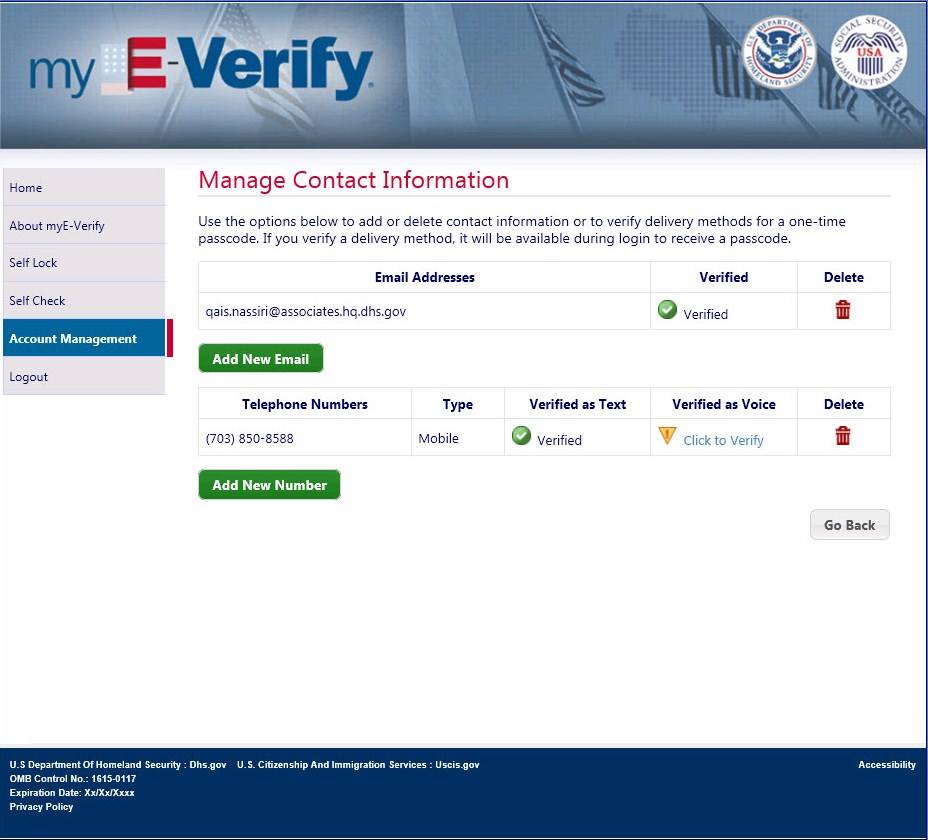 my E-Verify
U.S. DEPARTMENT OF HOMELAND SECURITY
SOCIAL SECURITY ADMINISTRATION
USA
Home
About myE-Verify
Self Lock
Self Check
Account Management
Logout
Manage Contact Information
Use the options below to add or delete contact information or to verify delivery methods for a one-time
passcode. If you verify a delivery method, it will be available during login to receive a passcode.
Email Addresses Verified Delete
qais.nassiri@associates.hq.dhs.gov Verified
Add New Email
Telephone Numbers Type Verified as Text Verified as Voice Delete
(703) 850-8588 Mobile Verified Click to Verify
Add New Number
Go Back
U.S Department Of Homeland Security : Dhs.gov U.S. Citizenship And Immigration Services : Uscis.gov Accessibility
OMB Control No.: 1615-0117
Expiration Date: Xx/Xx/Xxxx
Privacy Policy